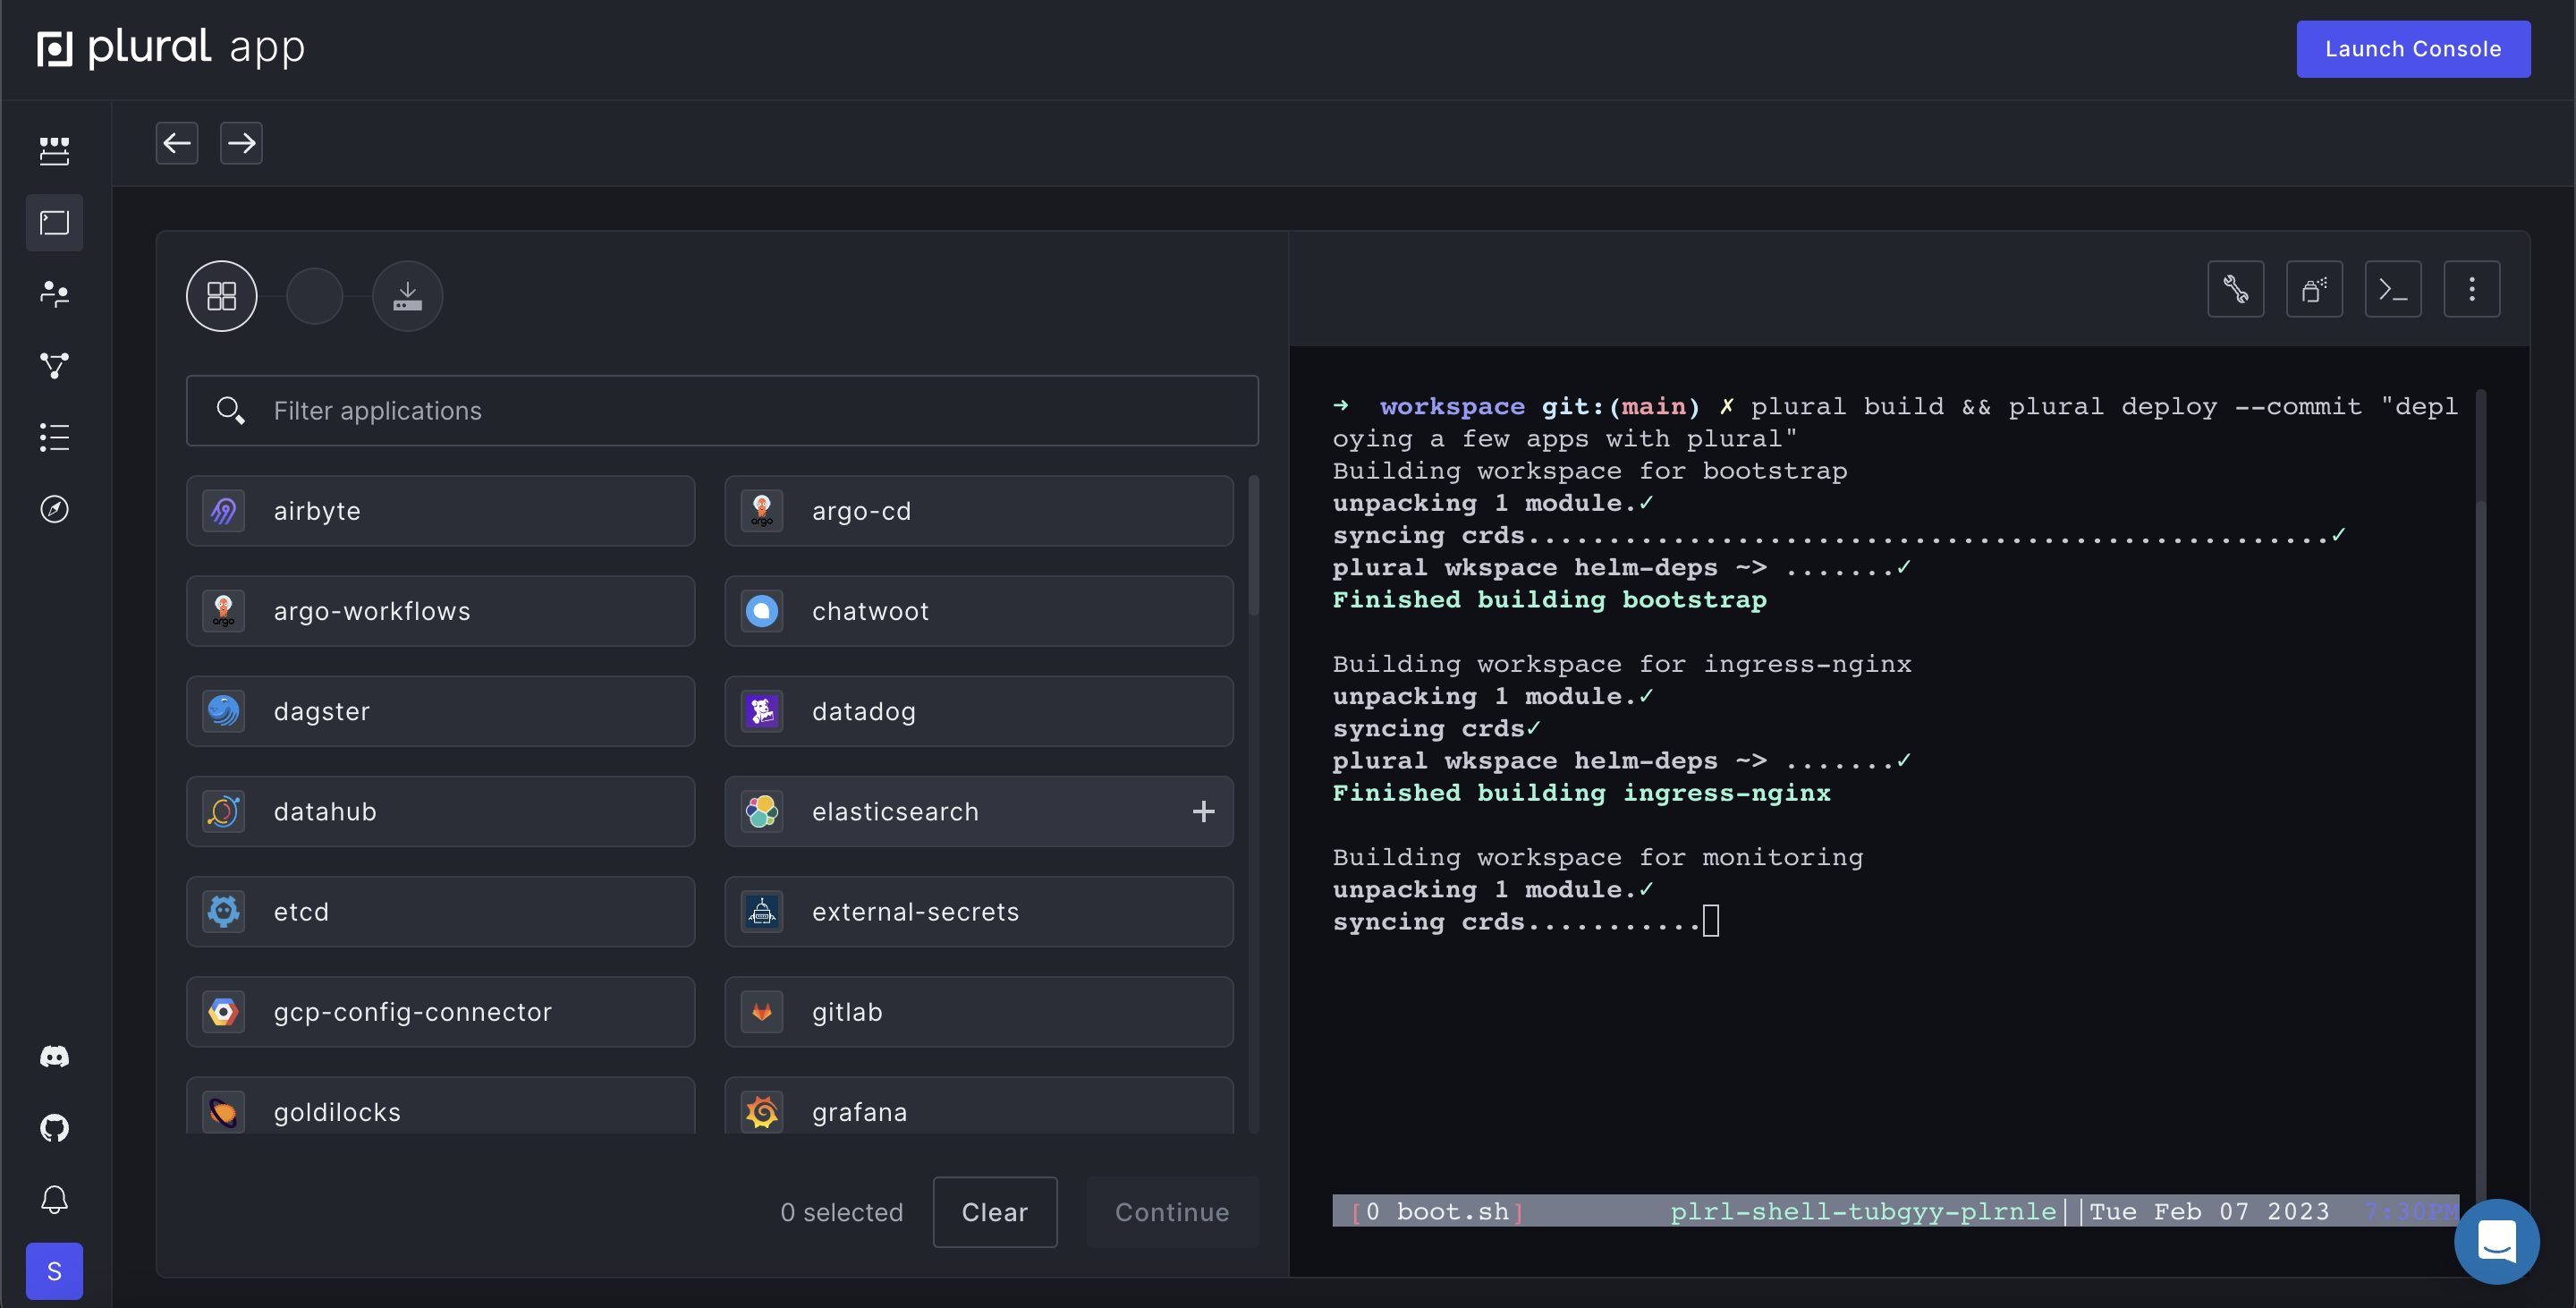 plural app
Launch Console
Filter applications
airbyte
argo-cd
argo-workflows
chatwoot
dagster
datadog
datahub
elasticsearch
etcd
external-secrets
gcp-config-connector
gitlab
goldilocks
grafana
argo
argo
0 selected
Clear
Continue
S
➜  workspace git:(main) ✗ plural build && plural deploy --commit "depl
oying a few apps with plural"
Building workspace for bootstrap
unpacking 1 module.✓
syncing crds..................................................✓
plural wkspace helm-deps ~> .......✓
Finished building bootstrap
Building workspace for ingress-nginx
unpacking 1 module.✓
syncing crds✓
plural wkspace helm-deps ~> .......✓
Finished building ingress-nginx
Building workspace for monitoring
unpacking 1 module.✓
syncing crds...........
[0 boot.sh] plrl-shell-tubgyy-plrnle||Tue Feb 07 2023 7:30PM